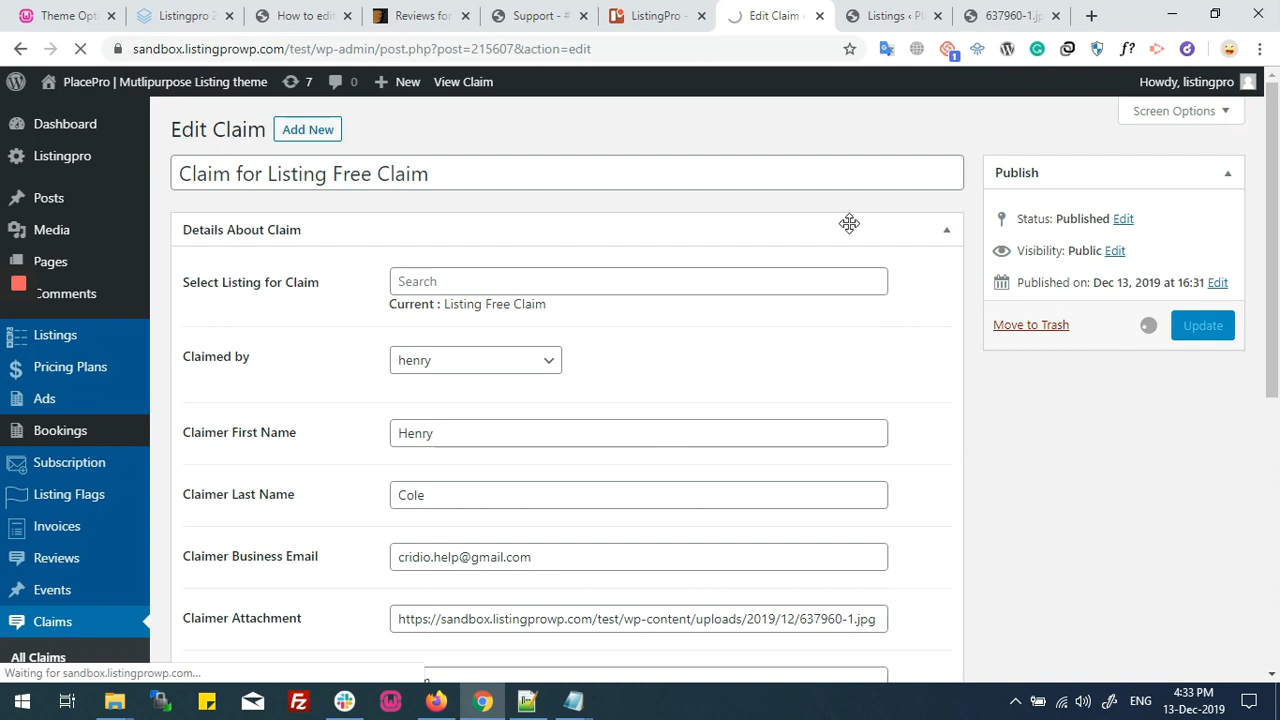 Theme Opti
Listingpro 2
How to edit
Reviews for
Support - #
ListingPro -
Edit Claim ‹
Listings ‹ Pl
637960-1.jp
sandbox.listingprowp.com/test/wp-admin/post.php?post=215607&action=edit
1
PlacePro | Mutlipurpose Listing theme
7
0
New
View Claim
Howdy, listingpro
Dashboard
Listingpro
Posts
Media
Pages
Comments
Listings
Pricing Plans
Ads
Bookings
Subscription
Listing Flags
Invoices
Reviews
Events
Claims
All Claims
Screen Options
Edit Claim
Add New
Claim for Listing Free Claim
Details About Claim
Select Listing for Claim
Search
Current : Listing Free Claim
Claimed by
henry
Claimer First Name
Henry
Claimer Last Name
Cole
Claimer Business Email
cridio.help@gmail.com
Claimer Attachment
https://sandbox.listingprowp.com/test/wp-content/uploads/2019/12/637960-1.jpg
Publish
Status: Published Edit
Visibility: Public Edit
Published on: Dec 13, 2019 at 16:31 Edit
Move to Trash
Update
Waiting for sandbox.listingprowp.com...
ENG
4:33 PM
13-Dec-2019